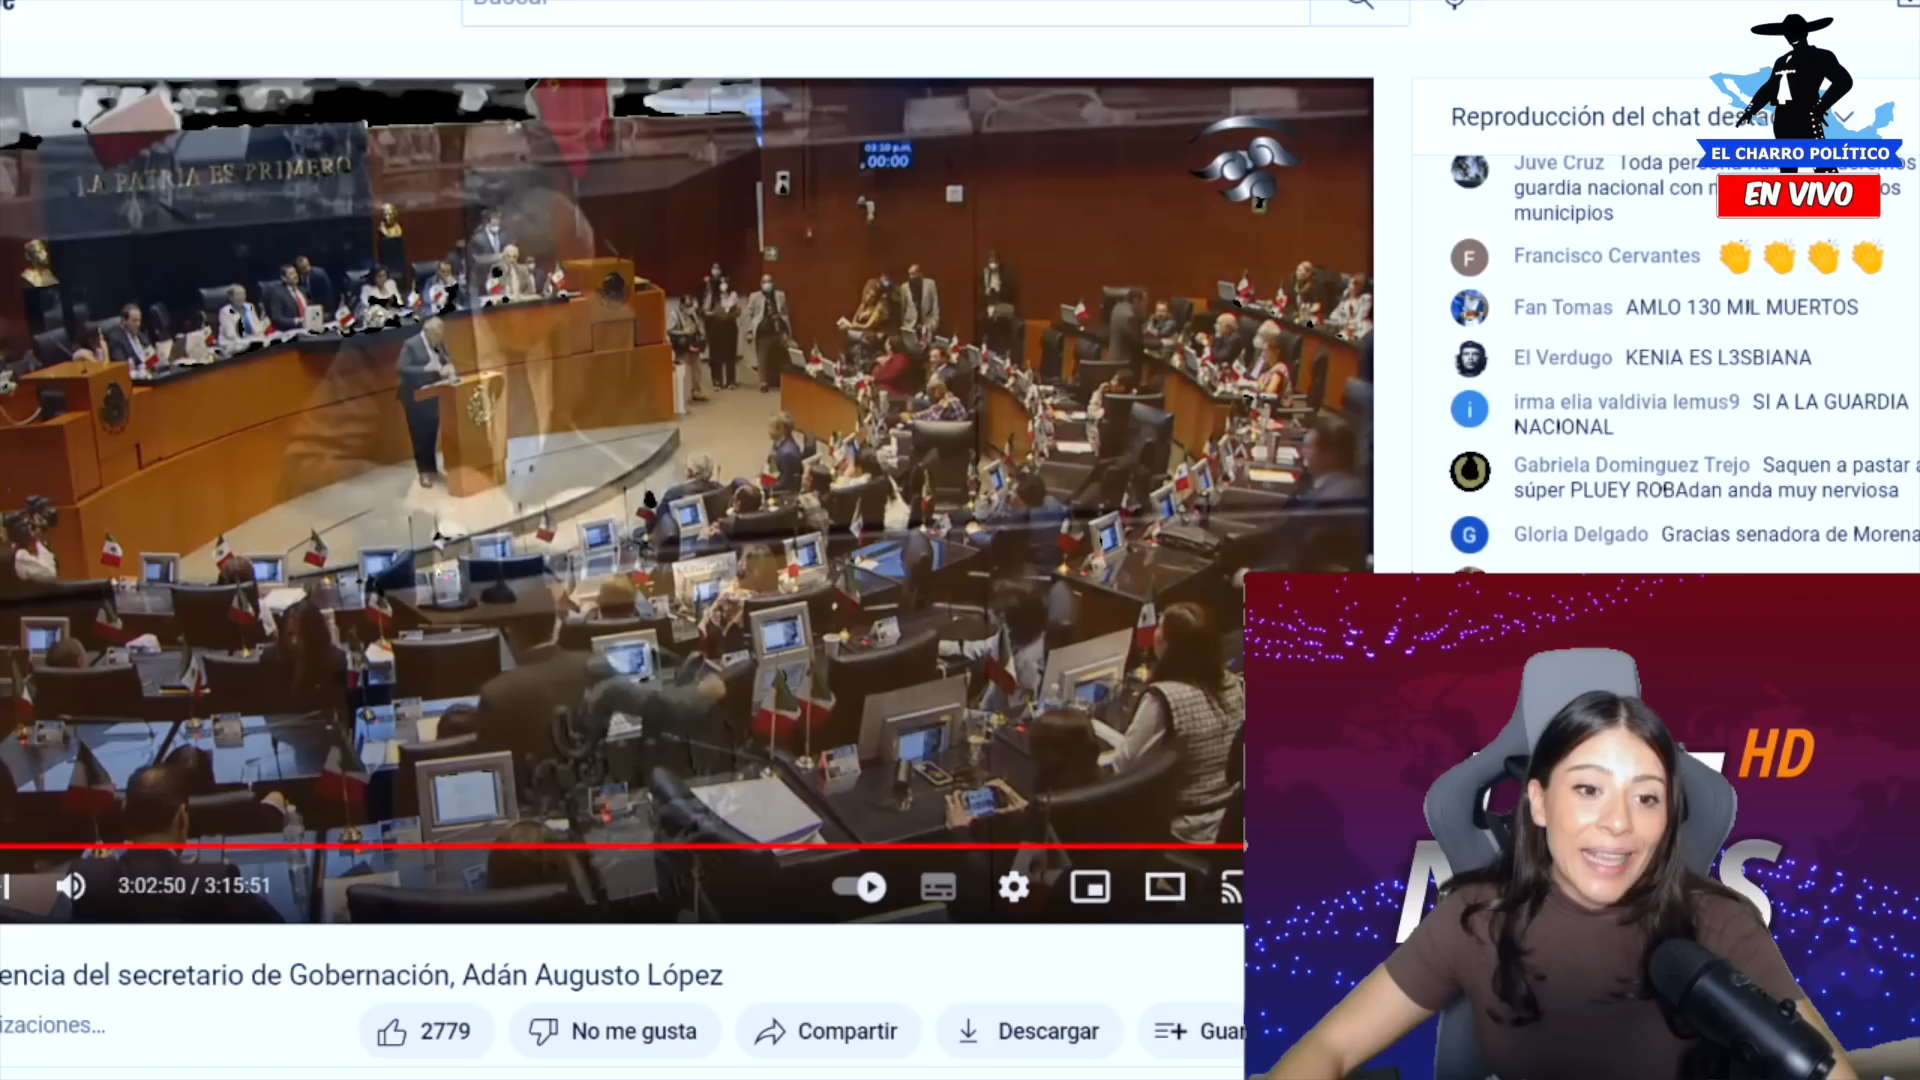 Buscar
LA PATRIA ES PRIMERO
03:10 p.m.
00:00
Reproducción del chat
EL CHARRO POLÍTICO
EN VIVO
Juve Cruz Toda
guardia nacional con
municipios
F Francisco Cervantes
Fan Tomas AMLO 130 MIL MUERTOS
El Verdugo KENIA ES L3SBIANA
i irma elia valdivia lemus9 SI A LA GUARDIA
NACIONAL
Gabriela Dominguez Trejo Saquen a pastar a
súper PLUEY ROBAdan anda muy nerviosa
G Gloria Delgado Gracias senadora de Morena
HD
3:02:50 / 3:15:51
encia del secretario de Gobernación, Adán Augusto López
izaciones...
2779
No me gusta
Compartir
Descargar
Guar